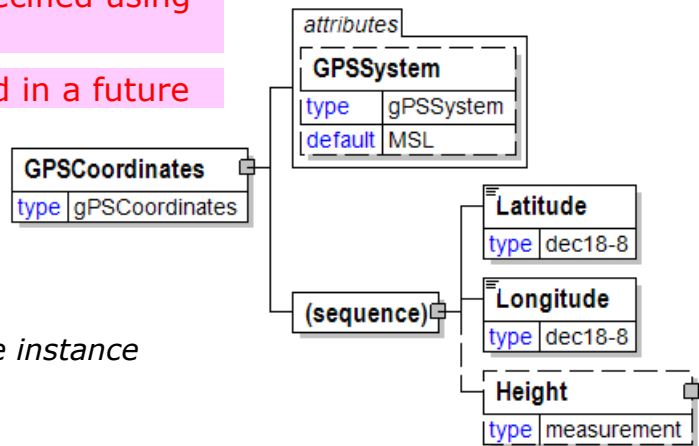 ecified using
d in a future
attributes
GPSSystem
type gPSSystem
default MSL
GPSCoordinates
type gPSCoordinates
Latitude
type dec18-8
(sequence)
Longitude
type dec18-8
e instance
Height
type measurement